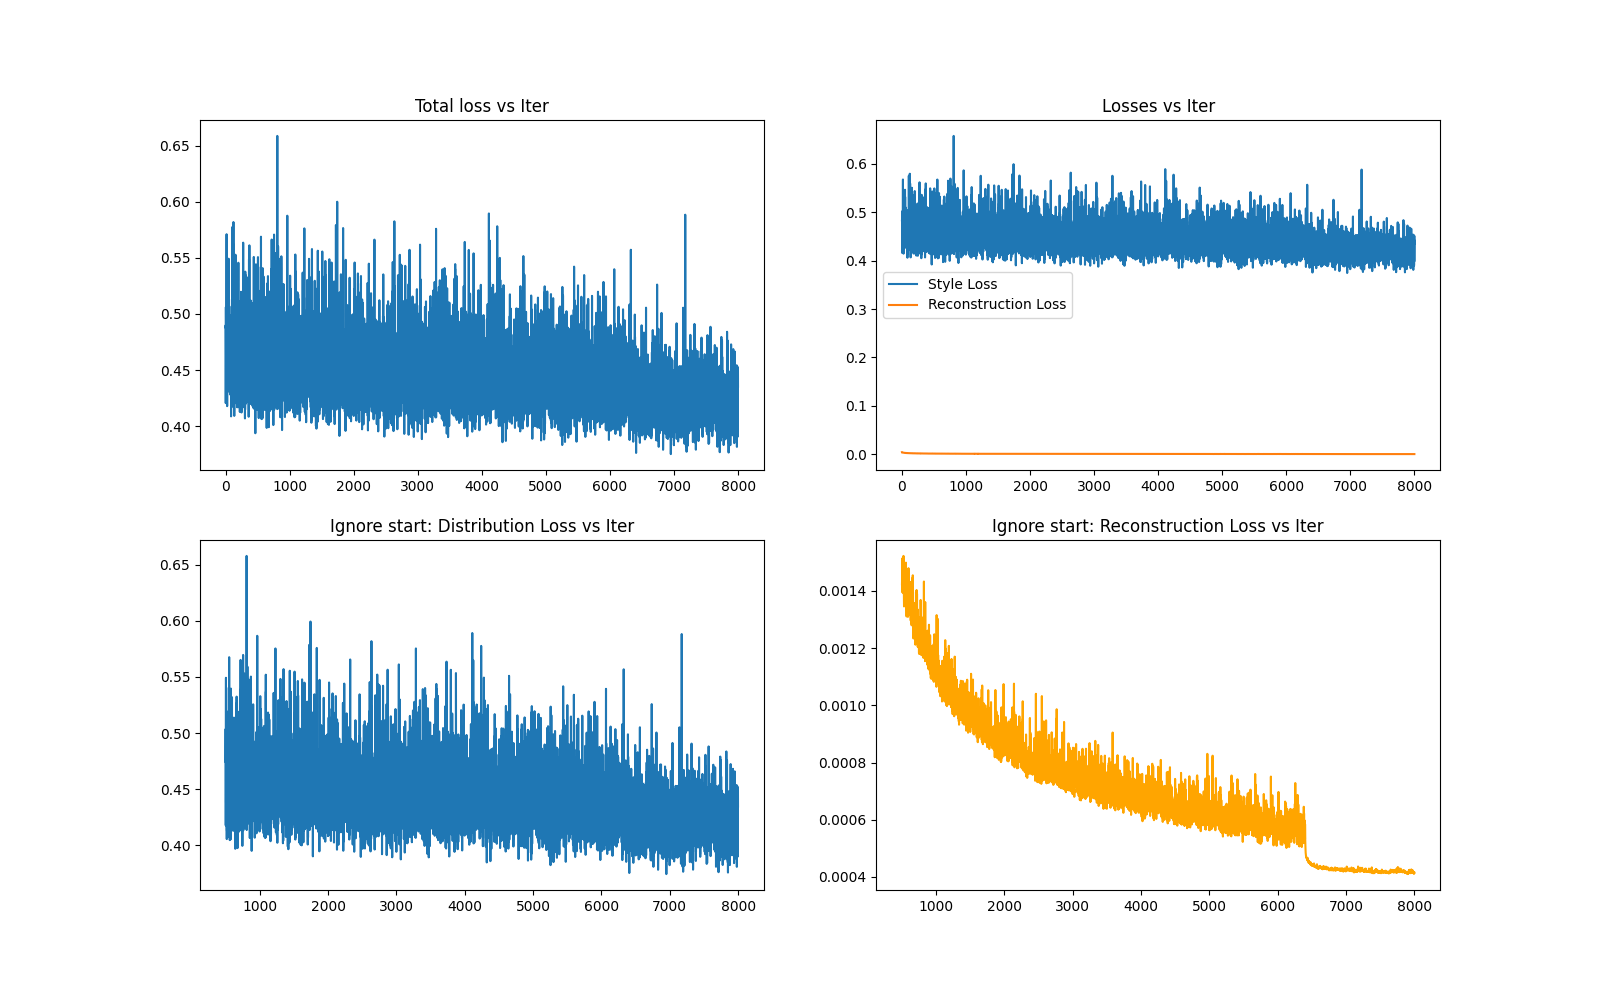 Total loss vs Iter
0.65
0.60
0.55
0.50
0.45
0.40
0 1000 2000 3000 4000 5000 6000 7000 8000
Losses vs Iter
0.6
0.5
0.4
0.3
0.2
0.1
0.0
Style Loss
Reconstruction Loss
0 1000 2000 3000 4000 5000 6000 7000 8000
Ignore start: Distribution Loss vs Iter
0.65
0.60
0.55
0.50
0.45
0.40
1000 2000 3000 4000 5000 6000 7000 8000
Ignore start: Reconstruction Loss vs Iter
0.0014
0.0012
0.0010
0.0008
0.0006
0.0004
1000 2000 3000 4000 5000 6000 7000 8000